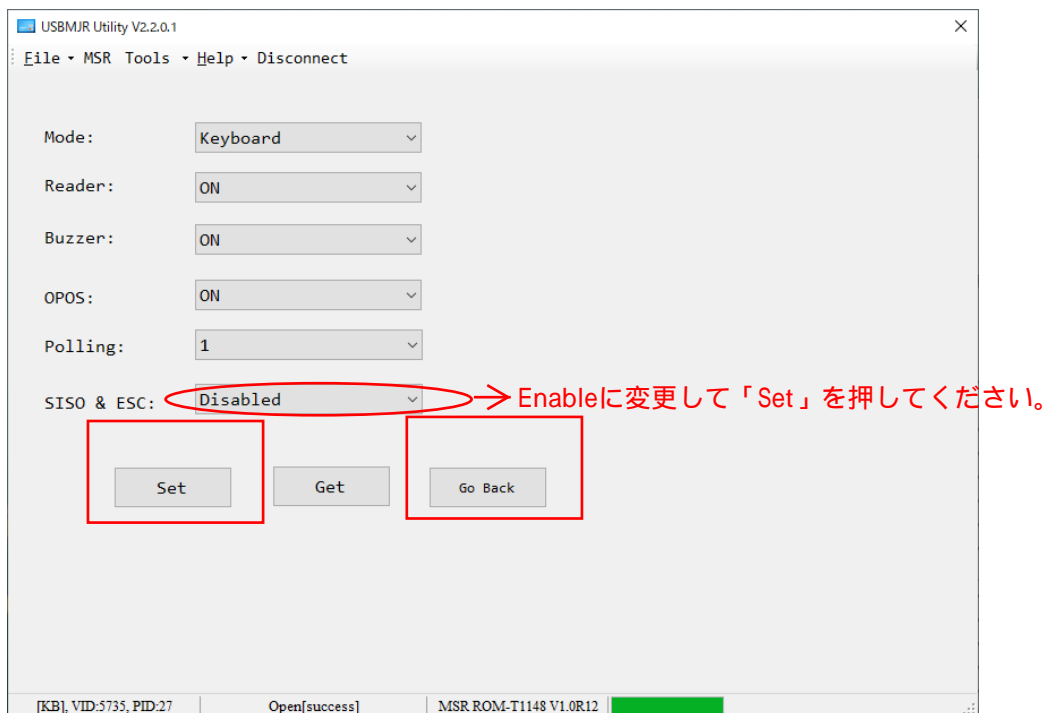 USBMJR Utility V2.2.0.1
File MSR Tools Help Disconnect
Mode: Keyboard
Reader: ON
Buzzer: ON
OPOS: ON
Polling: 1
SISO & ESC: Disabled Enableに変更して「Set」を押してください。
Set Get Go Back
[KB], VID:5735, PID:27 Open[success] MSR ROM-T1148 V1.0R12